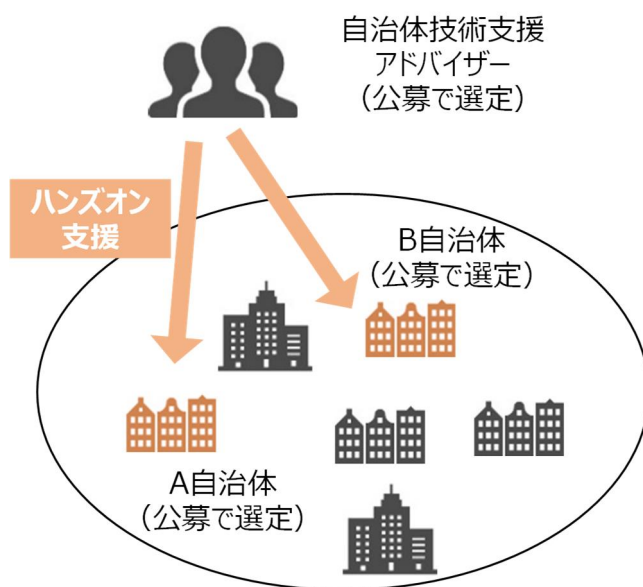 自治体技術支援
アドバイザー
（公募で選定）
ハンズオン
支援
B自治体
（公募で選定）
A自治体
（公募で選定）